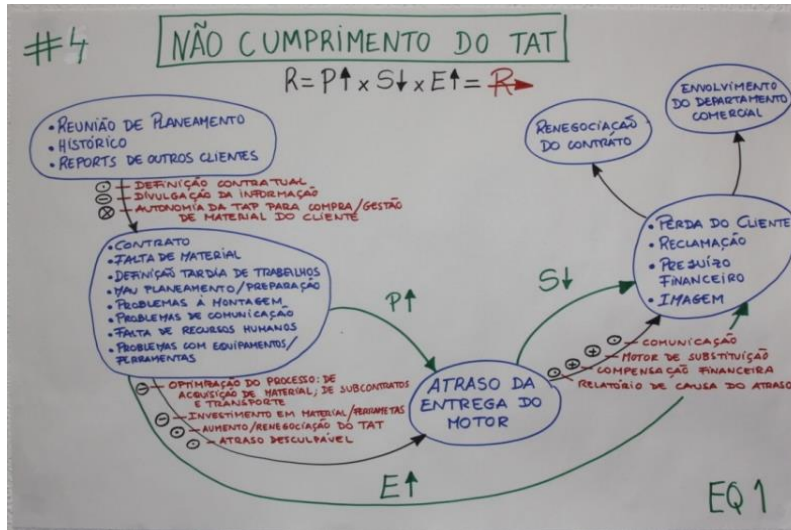 #4
NÃO CUMPRIMENTO DO TAT
R = P↑ x S↓ x E↑ = R
• REUNIÃO DE PLANEAMENTO
• HISTÓRICO
• REPORTS DE OUTROS CLIENTES
— DEFINIÇÃO CONTRATUAL
— DIVULGAÇÃO DA INFORMAÇÃO
— AUTONOMIA DA TAP PARA COMPRA/GESTÃO
DE MATERIAL DO CLIENTE
• CONTRATO
• FALTA DE MATERIAL
• DEFINIÇÃO TARDIA DE TRABALHOS
• MAU PLANEAMENTO/PREPARAÇÃO
• PROBLEMAS À MONTAGEM
• PROBLEMAS DE COMUNICAÇÃO
• FALTA DE RECURSOS HUMANOS
• PROBLEMAS COM EQUIPAMENTOS/
FERRAMENTAS
— OPTIMIZAÇÃO DO PROCESSO: DE
AQUISIÇÃO DE MATERIAL; DE SUBCONTRATOS
E TRANSPORTE
— INVESTIMENTO EM MATERIAL/FERRAMETAS
— AUMENTO/RENEGOCIAÇÃO DO TAT
— ATRASO DESCULPÁVEL
P↑
ATRASO DA
ENTREGA DO
MOTOR
S↓
E↑
— COMUNICAÇÃO
— MOTOR DE SUBSTITUIÇÃO
— COMPENSAÇÃO FINANCEIRA
— RELATÓRIO DE CAUSA DO ATRASO
• PERDA DO CLIENTE
• RECLAMAÇÃO
• PREJUÍZO
FINANCEIRO
• IMAGEM
RENEGOCIAÇÃO
DO CONTRATO
ENVOLVIMENTO
DO DEPARTAMENTO
COMERCIAL
EQ1